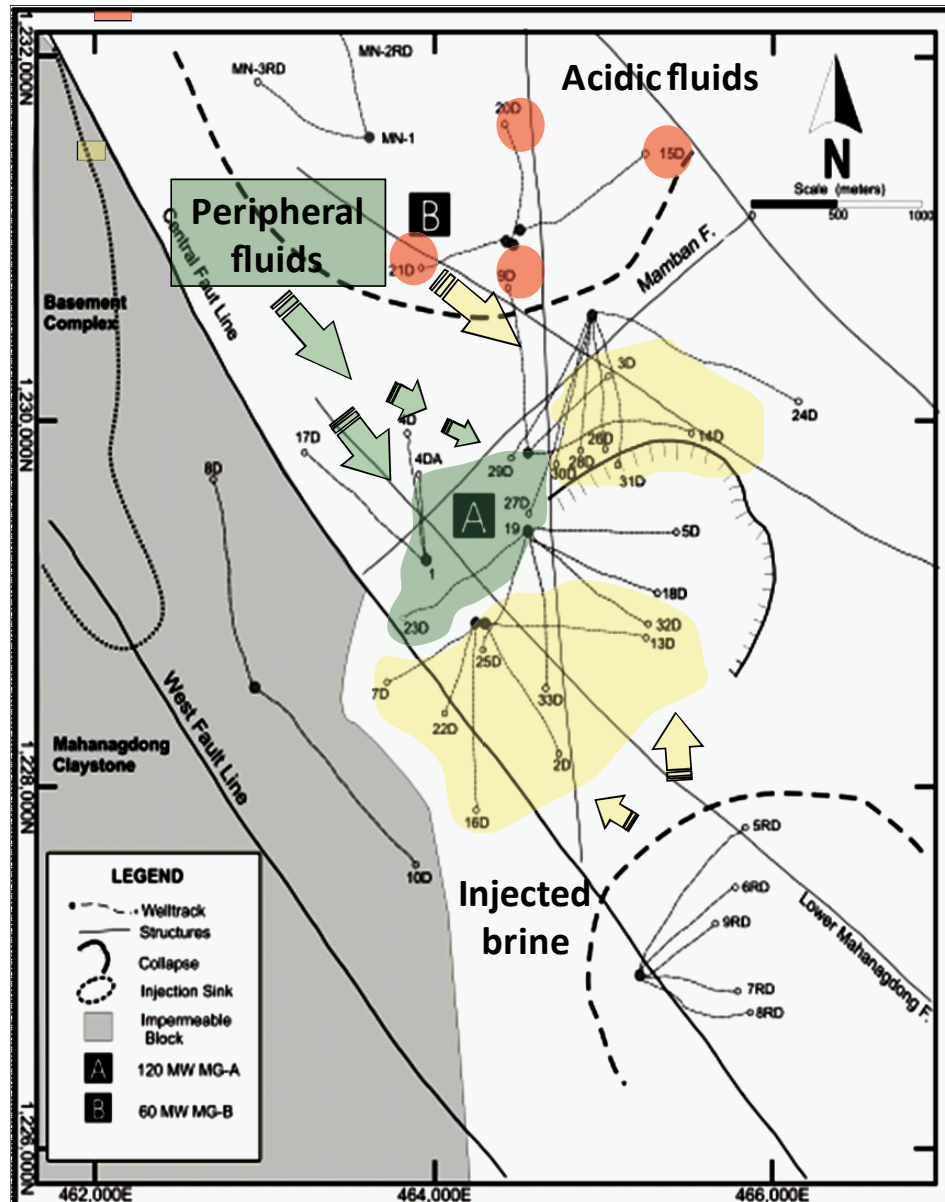 1,232,000N
MN-2RD
MN-3RD
MN-1
Acidic fluids
20D
15D
N
Scale (meters)
0 500 1000
Peripheral
fluids
B
21D
9D
Mamban F.
Central Faut Line
Basement
Complex
1,230,000N
3D
24D
4D
17D
4DA
14D
8D
29D
26D
28D
30D
31D
27D
A
19
5D
1
18D
23D
32D
13D
25D
7D
33D
22D
2D
West Fault Line
Mahanagdong
Claystone
1,228,000N
16D
5RD
10D
6RD
Injected
brine
9RD
Lower Mahanagdong F.
7RD
8RD
LEGEND
Welltrack
Structures
Collapse
Injection Sink
Impermeable
Block
A 120 MW MG-A
B 60 MW MG-B
1,226,000N
462,000E
464,000E
466,000E